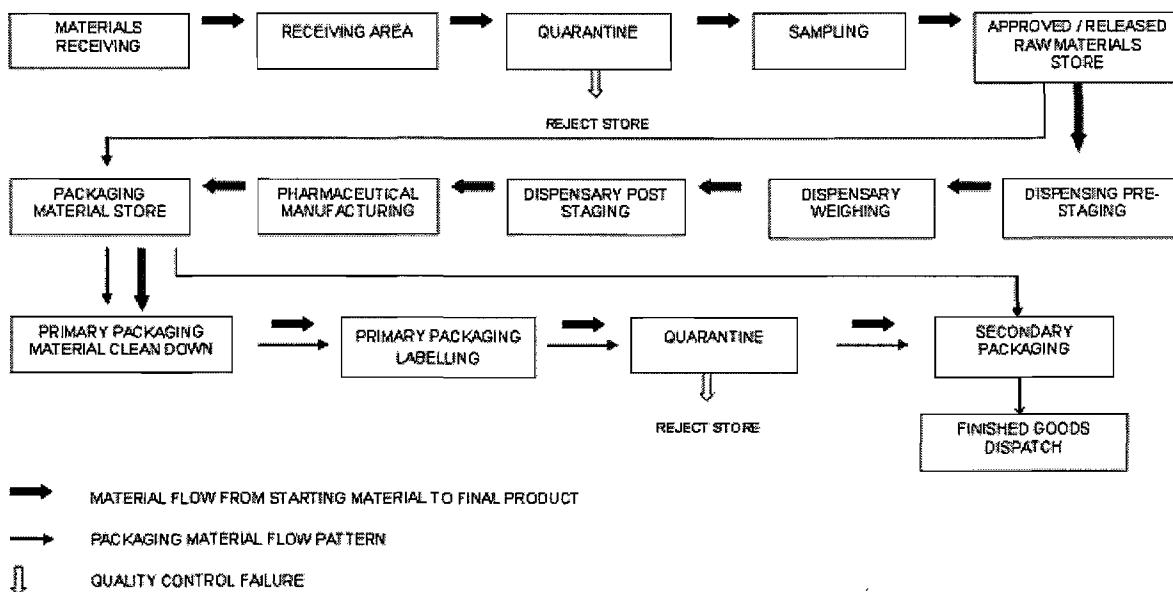 MATERIALS
RECEIVING
RECEIVING AREA
QUARANTINE
SAMPLING
APPROVED / RELEASED
RAW MATERIALS
STORE
REJECT STORE
PACKAGING
MATERIAL STORE
PHARMACEUTICAL
MANUFACTURING
DISPENSARY POST
STAGING
DISPENSARY
WEIGHING
DISPENSING PRE-
STAGING
PRIMARY PACKAGING
MATERIAL CLEAN DOWN
PRIMARY PACKAGING
LABELLING
QUARANTINE
SECONDARY
PACKAGING
REJECT STORE
FINISHED GOODS
DISPATCH
MATERIAL FLOW FROM STARTING MATERIAL TO FINAL PRODUCT
PACKAGING MATERIAL FLOW PATTERN
QUALITY CONTROL FAILURE